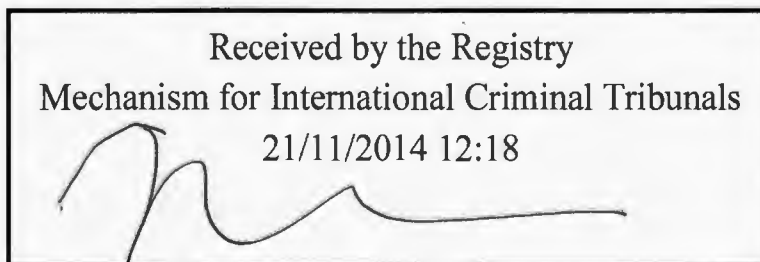 Received by the Registry
Mechanism for International Criminal Tribunals
21/11/2014 12:18